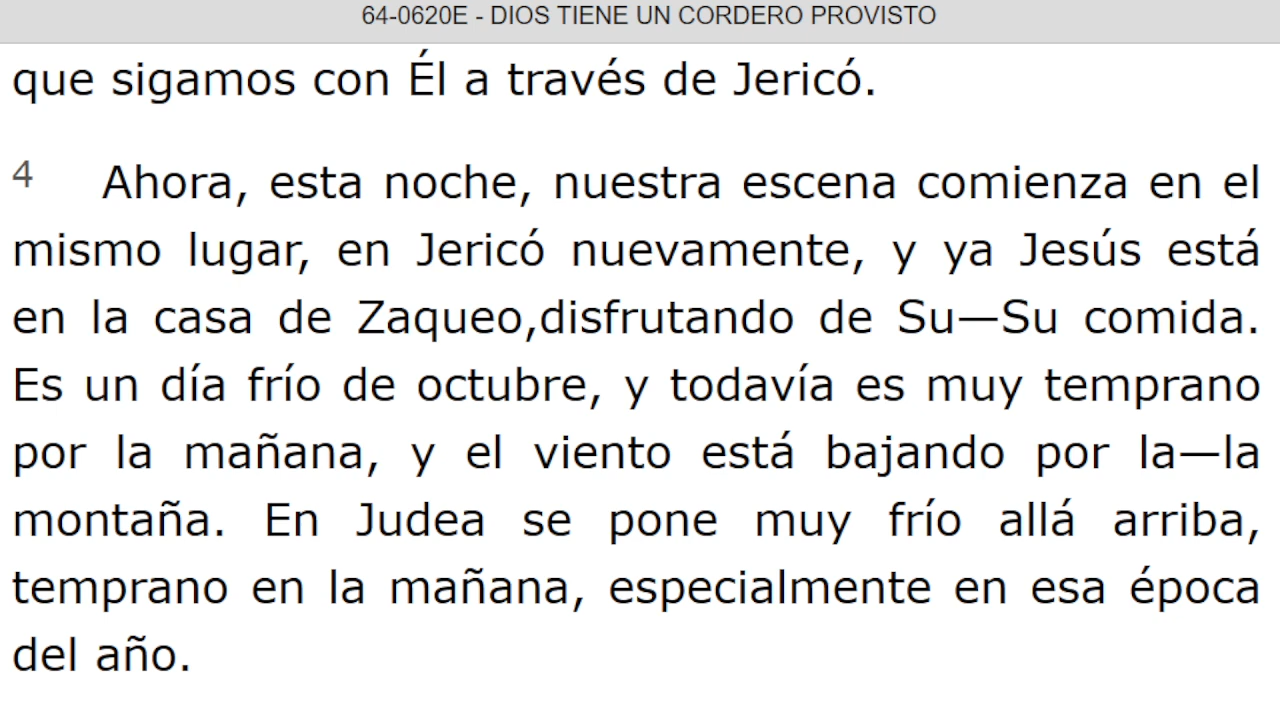 64-0620E - DIOS TIENE UN CORDERO PROVISTO
que sigamos con Él a través de Jericó.
4 Ahora, esta noche, nuestra escena comienza en el
mismo lugar, en Jericó nuevamente, y ya Jesús está
en la casa de Zaqueo,disfrutando de Su—Su comida.
Es un día frío de octubre, y todavía es muy temprano
por la mañana, y el viento está bajando por la—la
montaña. En Judea se pone muy frío allá arriba,
temprano en la mañana, especialmente en esa época
del año.